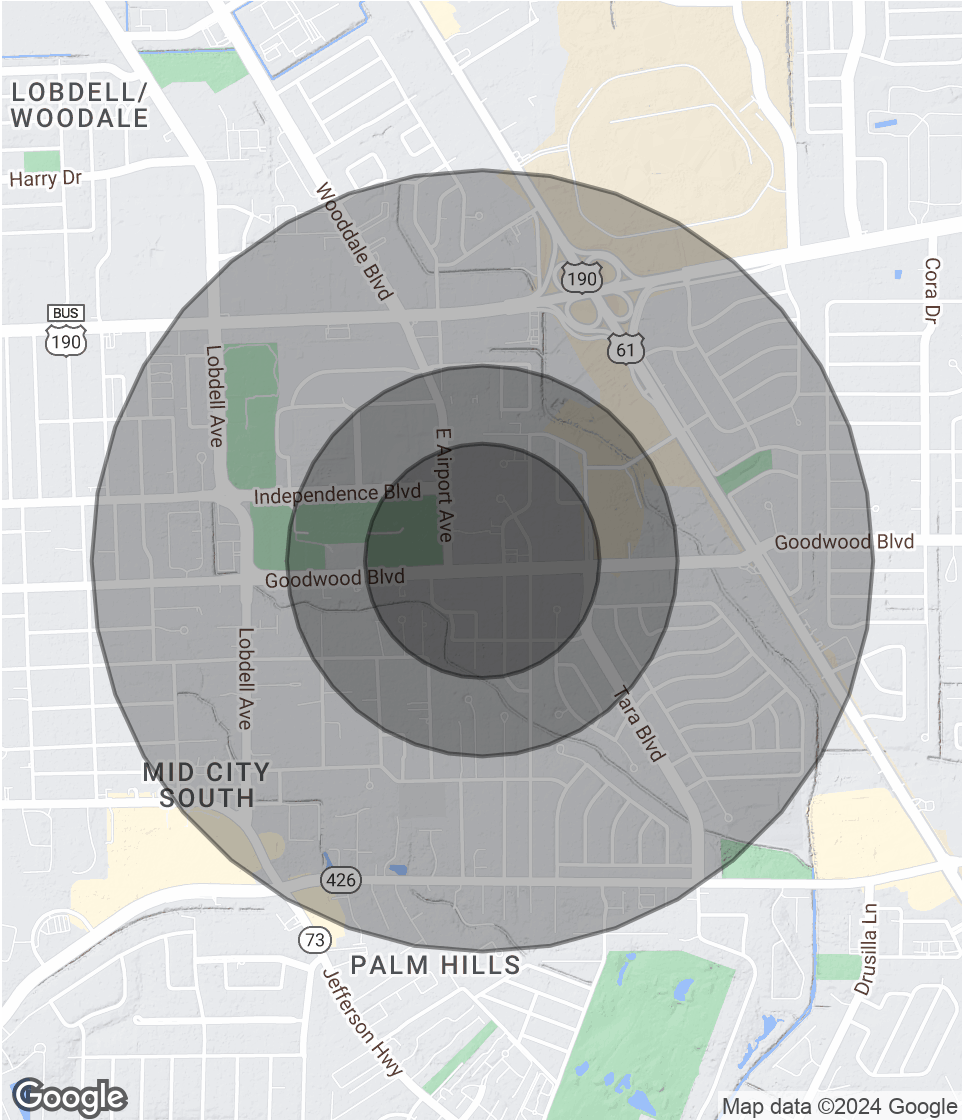 LOBDELL/
WOODALE
Harry Dr
Wooddale Blvd
190
Cora Dr
BUS
190
61
Lobdell Ave
E Airport Ave
Independence Blvd
Goodwood Blvd
Goodwood Blvd
Lobdell Ave
Tara Blvd
MID CITY
SOUTH
426
73
PALM HILLS
Drusilla Ln
Jefferson Hwy
Google
Map data ©2024 Google